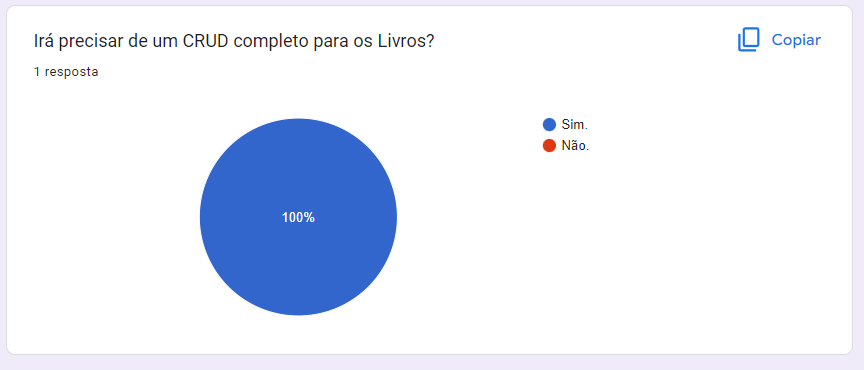 Irá precisar de um CRUD completo para os Livros?
Copiar
1 resposta
Sim.
Não.
100%